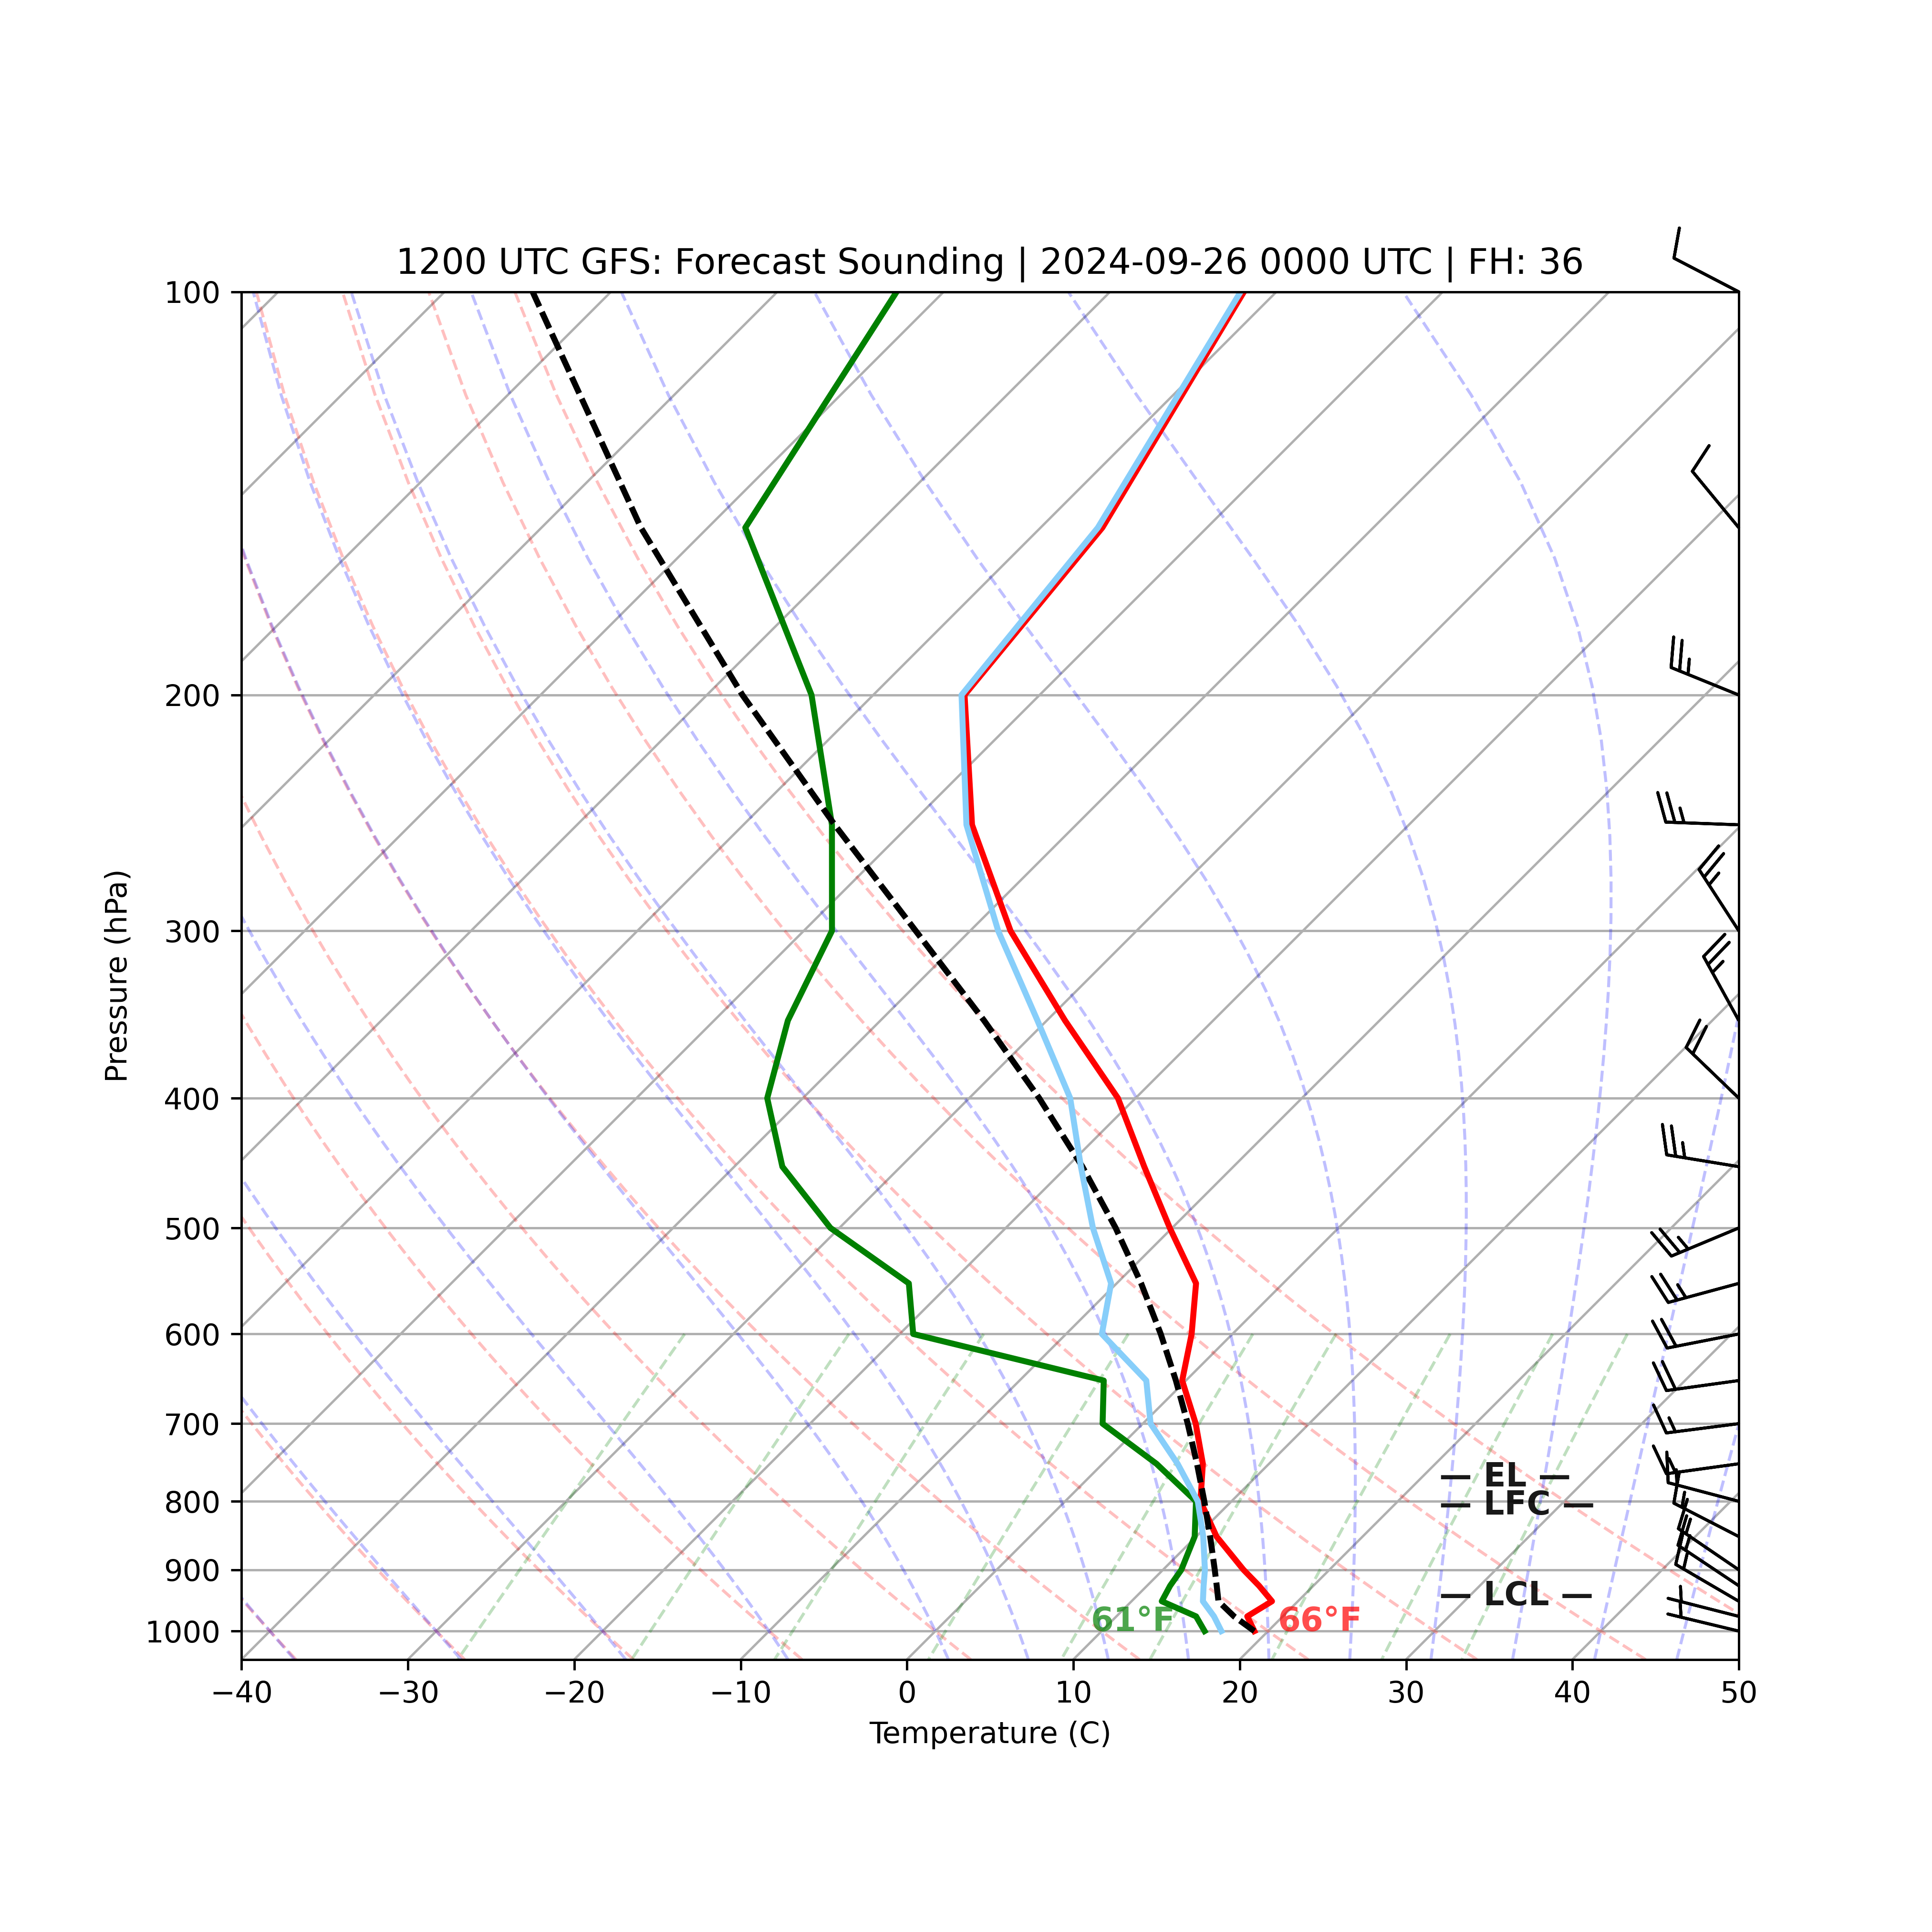 1200 UTC GFS: Forecast Sounding | 2024-09-26 0000 UTC | FH: 36
100
200
300
400
500
600
700
800
900
1000
Pressure (hPa)
— EL —
— LFC —
— LCL —
61°F
66°F
−40 −30 −20 −10 0 10 20 30 40 50
Temperature (C)